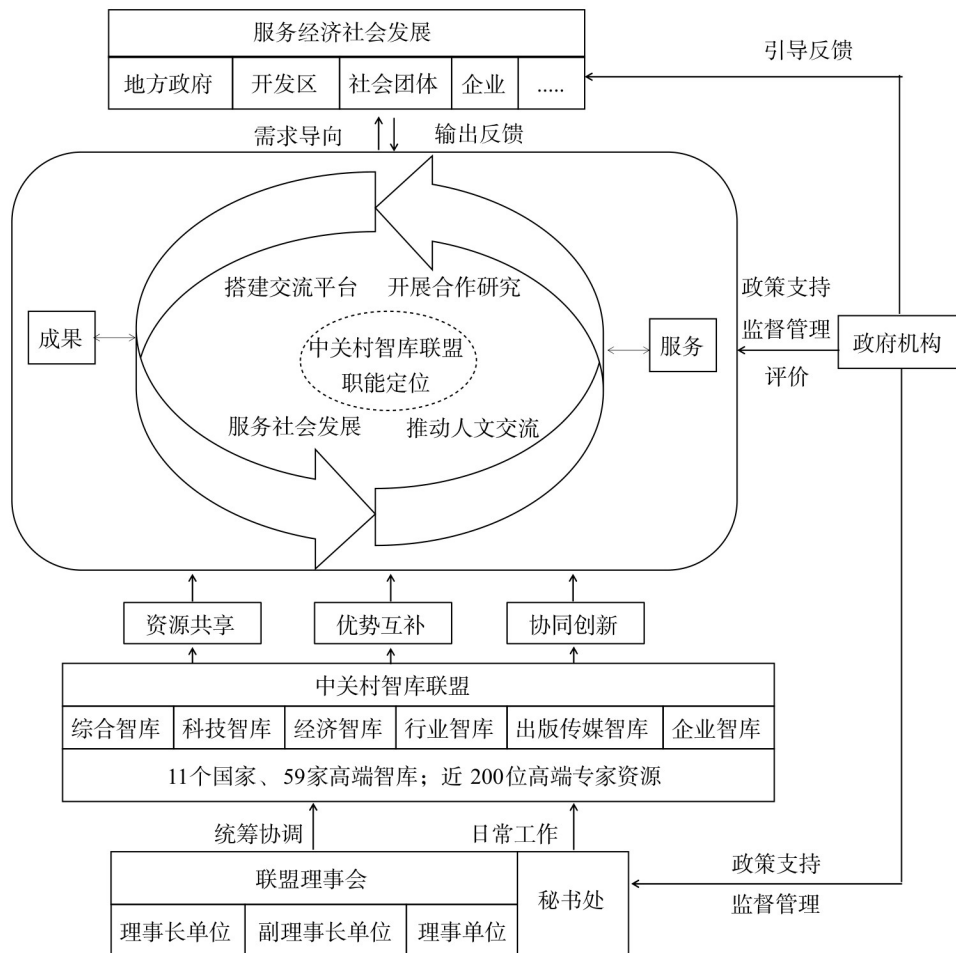 服务经济社会发展
地方政府 开发区 社会团体 企业 .....
引导反馈
需求导向 输出反馈
搭建交流平台 开展合作研究
成果
中关村智库联盟
职能定位
服务
服务社会发展 推动人文交流
政策支持
监督管理
评价
政府机构
资源共享 优势互补 协同创新
中关村智库联盟
综合智库 科技智库 经济智库 行业智库 出版传媒智库 企业智库
11个国家、59家高端智库；近 200位高端专家资源
统筹协调 日常工作
联盟理事会
秘书处
理事长单位 副理事长单位 理事单位
政策支持
监督管理